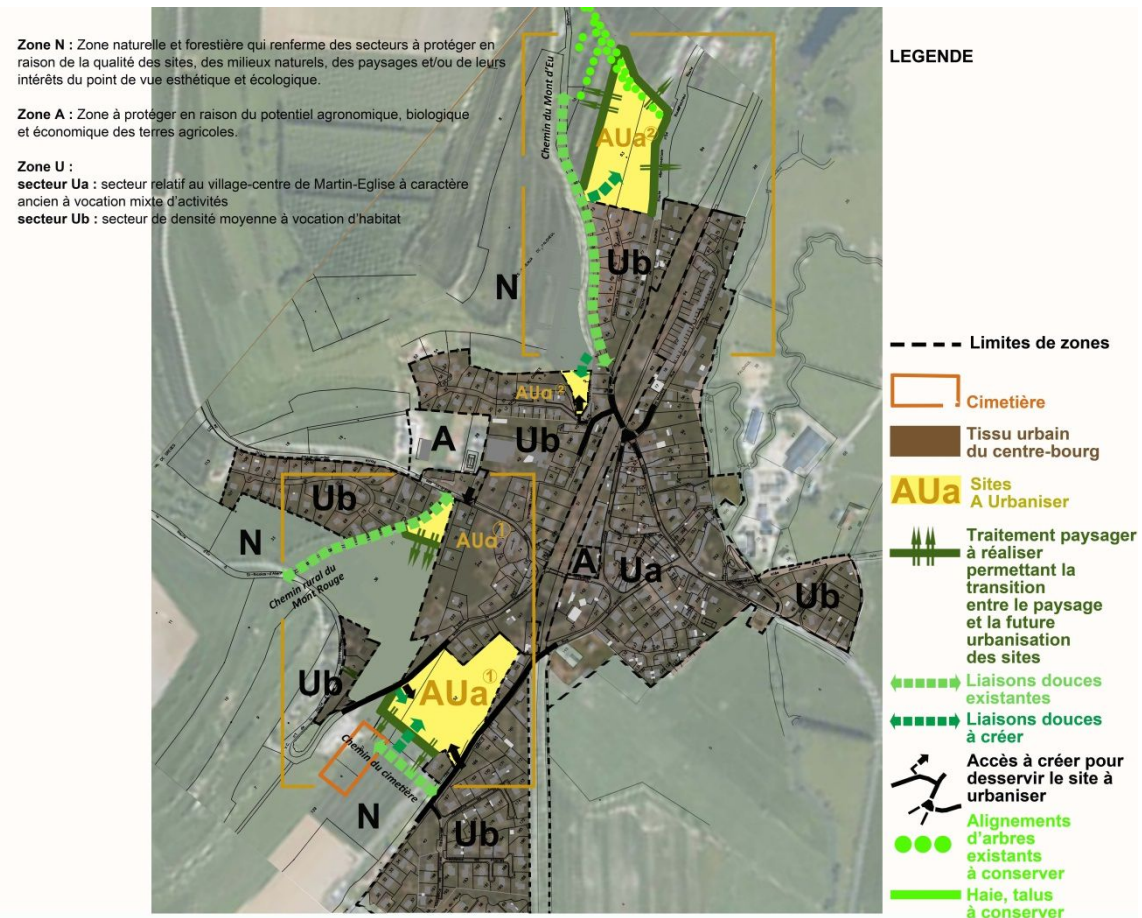 Zone N : Zone naturelle et forestière qui renferme des secteurs à protéger en
raison de la qualité des sites, des milieux naturels, des paysages et/ou de leurs
intérêts du point de vue esthétique et écologique.
Zone A : Zone à protéger en raison du potentiel agronomique, biologique
et économique des terres agricoles.
Zone U :
secteur Ua : secteur relatif au village-centre de Martin-Eglise à caractère
ancien à vocation mixte d'activités
secteur Ub : secteur de densité moyenne à vocation d'habitat
Chemin du Mont d'Eu
AUa²
Ub
N
AUa²
A
Ub
Ub
AUa1
N
Chemin rural du
Mont Rouge
A
Ua
Ub
Ub
AUa①
Chemin du cimetière
N
Ub
LEGENDE
Limites de zones
Cimetière
Tissu urbain
du centre-bourg
AUa
Sites
A Urbaniser
Traitement paysager
à réaliser
permettant la
transition
entre le paysage
et la future
urbanisation
des sites
Liaisons douces
existantes
Liaisons douces
à créer
Accès à créer pour
desservir le site à
urbaniser
Alignements
d'arbres
existants
à conserver
Haie, talus
à conserver